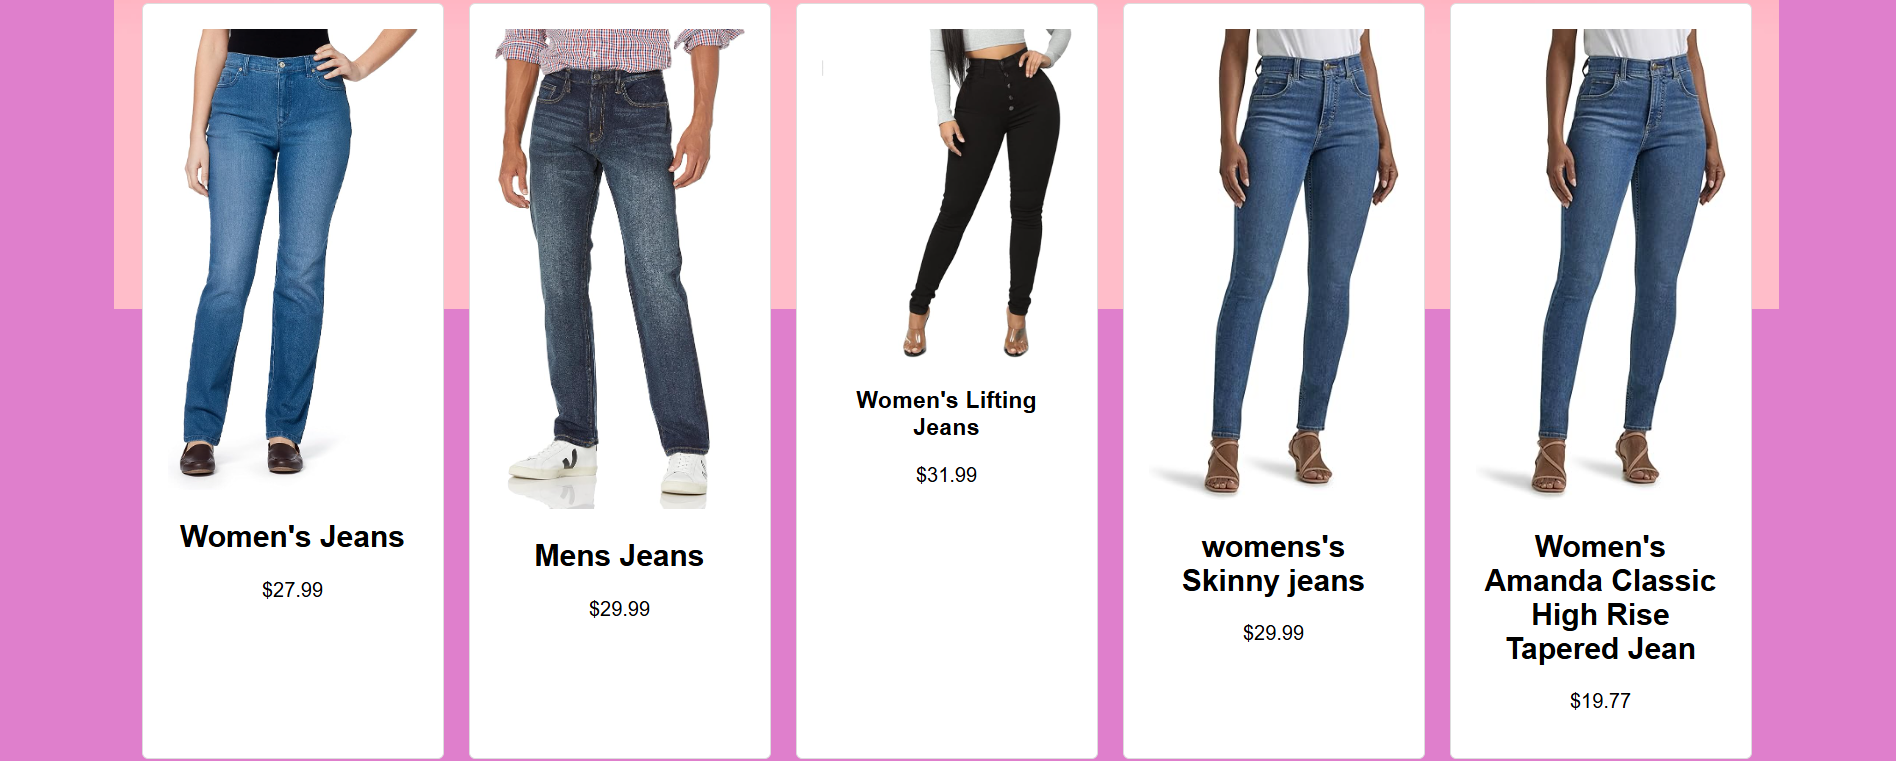 Women's Jeans
$27.99
Mens Jeans
$29.99
Women's Lifting
Jeans
$31.99
womens's
Skinny jeans
$29.99
Women's
Amanda Classic
High Rise
Tapered Jean
$19.77